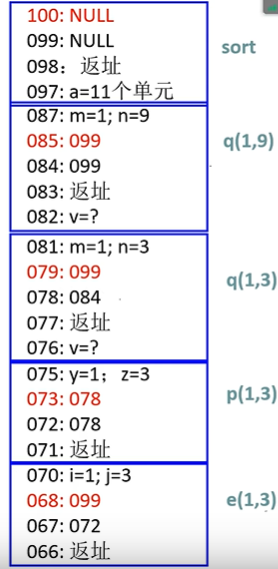 100: NULL
099: NULL
098：返址
097: a=11个单元
sort
087: m=1; n=9
085: 099
084: 099
083: 返址
082: v=?
q(1,9)
081: m=1; n=3
079: 099
078: 084
077: 返址
076: v=?
q(1,3)
075: y=1；z=3
073: 078
072: 078
071: 返址
p(1,3)
070: i=1; j=3
068: 099
067: 072
066: 返址
e(1,3)